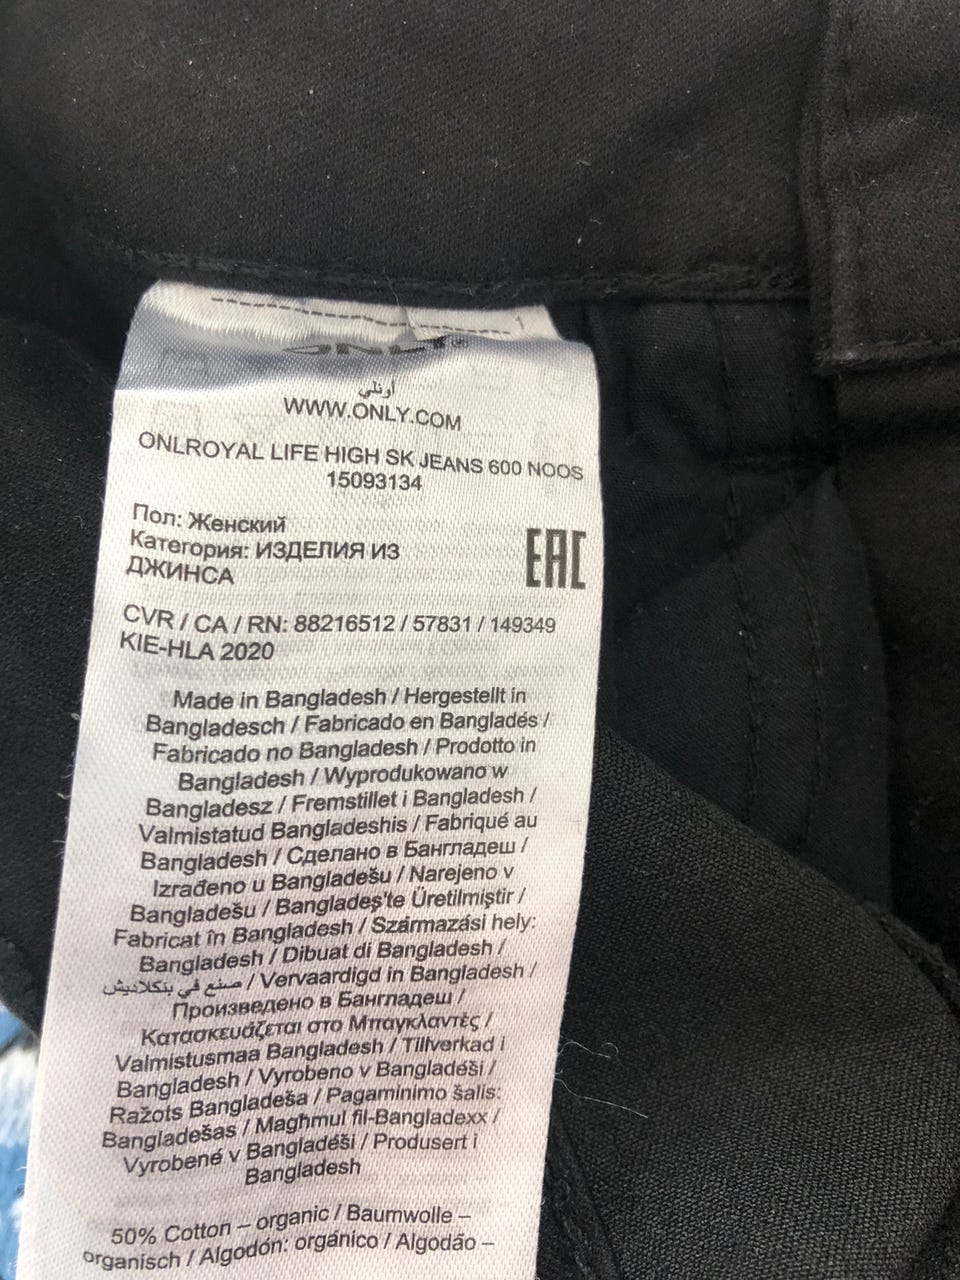 ONLY®
أونلي
WWW.ONLY.COM
ONLROYAL LIFE HIGH SK JEANS 600 NOOS
15093134
Пол: Женский
Категория: ИЗДЕЛИЯ ИЗ
ДЖИНСА
EAC
CVR / CA / RN: 88216512 / 57831 / 149349
KIE-HLA 2020
Made in Bangladesh / Hergestellt in
Bangladesch / Fabricado en Bangladés /
Fabricado no Bangladesh / Prodotto in
Bangladesh / Wyprodukowano w
Bangladesz / Fremstillet i Bangladesh /
Valmistatud Bangladeshis / Fabriqué au
Bangladesh / Сделано в Бангладеш /
Izrađeno u Bangladešu / Narejeno v
Bangladešu / Bangladeş'te Üretilmiştir /
Fabricat în Bangladesh / Származási hely:
Bangladesh / Dibuat di Bangladesh /
صنع في بنكلاديش / Vervaardigd in Bangladesh /
Произведено в Бангладеш /
Κατασκευάζεται στο Μπαγκλαντές /
Valmistusmaa Bangladesh / Tillverkad i
Bangladesh / Vyrobeno v Bangladéši /
Ražots Bangladeša / Pagaminimo šalis:
Bangladešas / Magħmul fil-Bangladexx /
Vyrobené v Bangladéši / Produsert i
Bangladesh
50% Cotton – organic / Baumwolle –
organisch / Algodón: orgánico / Algodão –